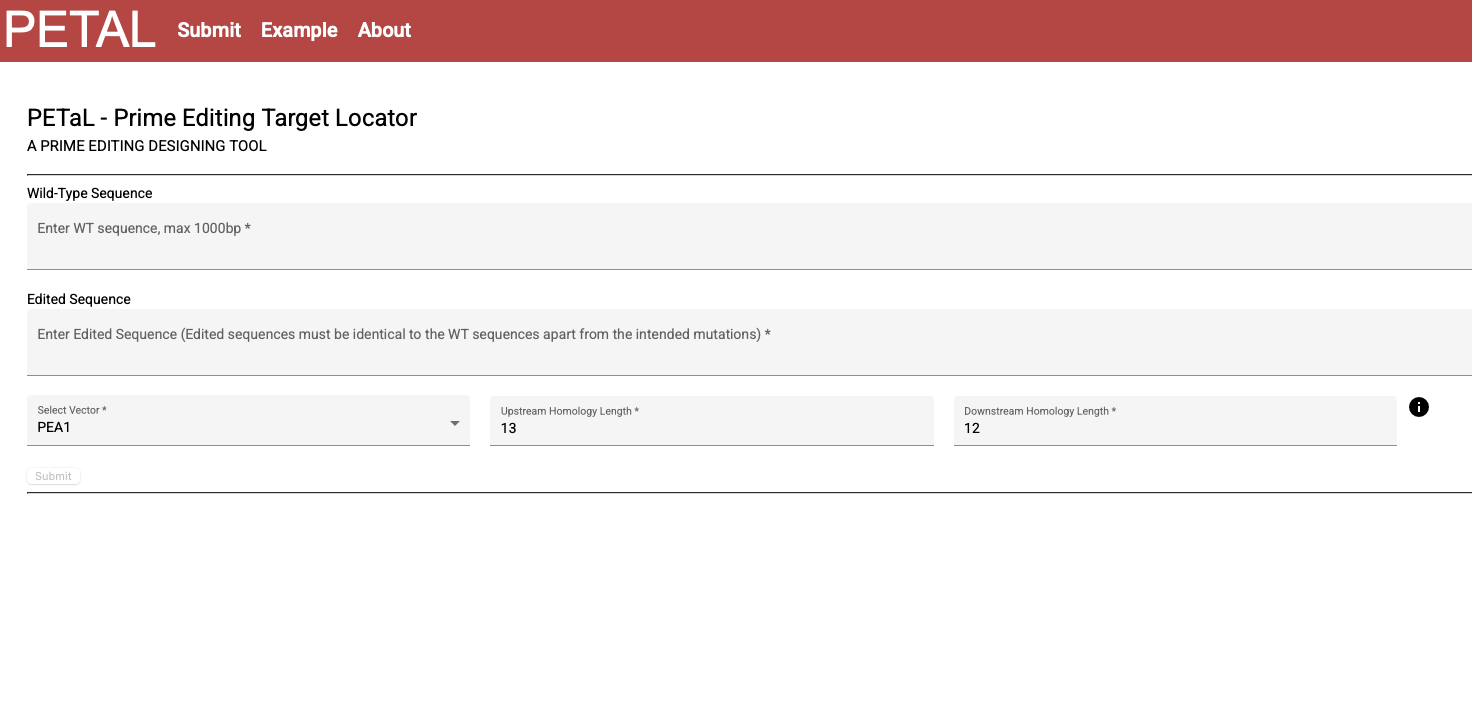 PETAL Submit Example About
PETaL - Prime Editing Target Locator
A PRIME EDITING DESIGNING TOOL
Wild-Type Sequence
Enter WT sequence, max 1000bp *
Edited Sequence
Enter Edited Sequence (Edited sequences must be identical to the WT sequences apart from the intended mutations) *
Select Vector * Upstream Homology Length * Downstream Homology Length *
PEA1 13 12
Submit